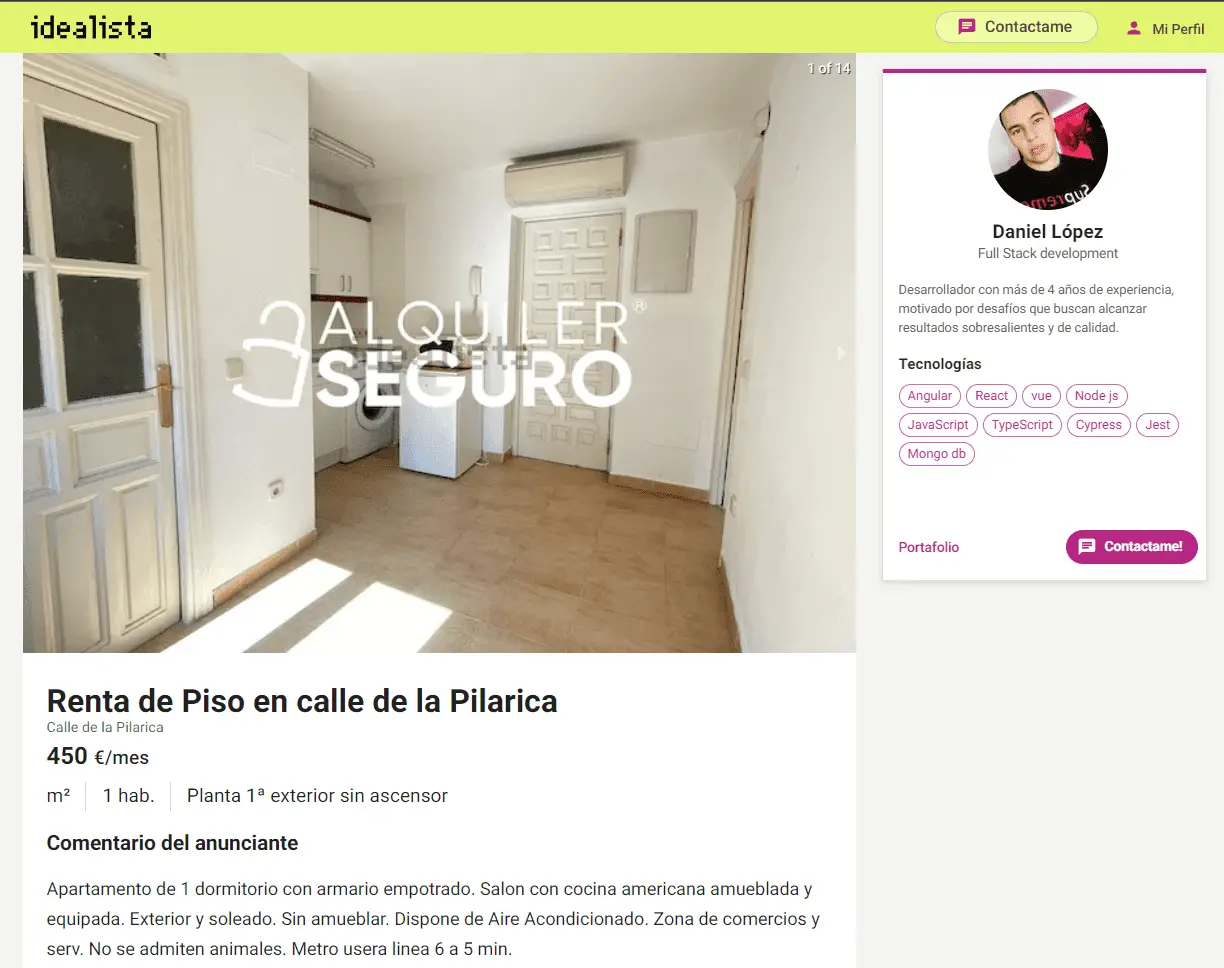 idealista
Contactame
Mi Perfil
1 of 14
ALQUILER®
SEGURO
Daniel López
Full Stack development
Desarrollador con más de 4 años de experiencia,
motivado por desafíos que buscan alcanzar
resultados sobresalientes y de calidad.
Tecnologías
Angular React vue Node js
JavaScript TypeScript Cypress Jest
Mongo db
Portafolio
Contactame!
Renta de Piso en calle de la Pilarica
Calle de la Pilarica
450 €/mes
m² 1 hab. Planta 1ª exterior sin ascensor
Comentario del anunciante
Apartamento de 1 dormitorio con armario empotrado. Salon con cocina americana amueblada y
equipada. Exterior y soleado. Sin amueblar. Dispone de Aire Acondicionado. Zona de comercios y
serv. No se admiten animales. Metro usera linea 6 a 5 min.